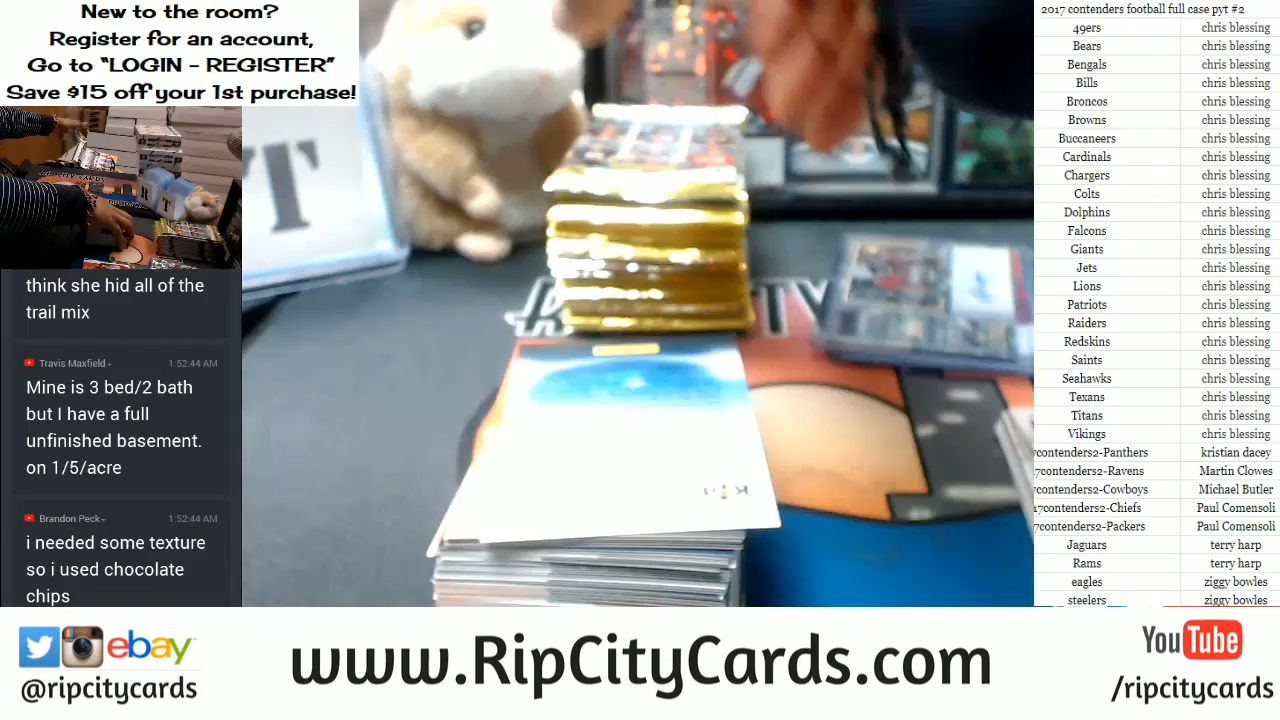 New to the room?
Register for an account,
Go to “LOGIN - REGISTER”
Save $15 off your 1st purchase!
think she hid all of the
trail mix
Travis Maxfield
1:52:44 AM
Mine is 3 bed/2 bath
but I have a full
unfinished basement.
on 1/5/acre
Brandon Peck
1:52:44 AM
i needed some texture
so i used chocolate
chips
T
2017 contenders football full case pyt #2
49ers chris blessing
Bears chris blessing
Bengals chris blessing
Bills chris blessing
Broncos chris blessing
Browns chris blessing
Buccaneers chris blessing
Cardinals chris blessing
Chargers chris blessing
Colts chris blessing
Dolphins chris blessing
Falcons chris blessing
Giants chris blessing
Jets chris blessing
Lions chris blessing
Patriots chris blessing
Raiders chris blessing
Redskins chris blessing
Saints chris blessing
Seahawks chris blessing
Texans chris blessing
Titans chris blessing
Vikings chris blessing
7contenders2-Panthers kristian dacey
17contenders2-Ravens Martin Clowes
7contenders2-Cowboys Michael Butler
17contenders2-Chiefs Paul Comensoli
7contenders2-Packers Paul Comensoli
Jaguars terry harp
Rams terry harp
eagles ziggy bowles
steelers ziggy bowles
ebay
@ripcitycards
www.RipCityCards.com
YouTube
/ripcitycards